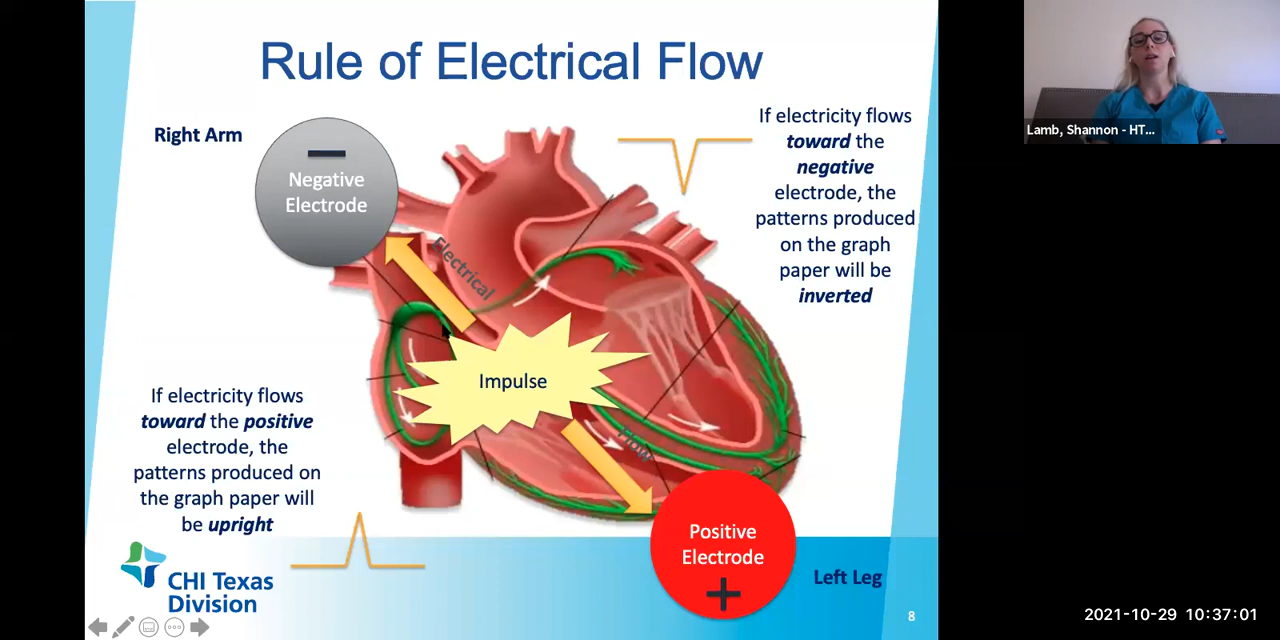 Rule of Electrical Flow
Right Arm
Negative
Electrode
If electricity flows
toward the
negative
electrode, the
patterns produced
on the graph
paper will be
inverted
Electrical
Impulse
Flow
If electricity flows
toward the positive
electrode, the
patterns produced on
the graph paper will
be upright
Positive
Electrode
+
Left Leg
CHI Texas
Division
8
Lamb, Shannon - HT...
2021-10-29 10:37:01